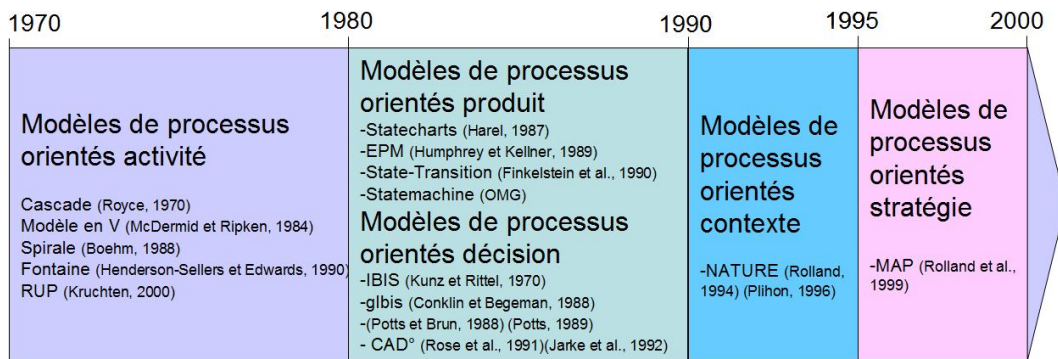 1970 1980 1990 1995 2000
Modèles de processus
orientés activité
Cascade (Royce, 1970)
Modèle en V (McDermid et Ripken, 1984)
Spirale (Boehm, 1988)
Fontaine (Henderson-Sellers et Edwards, 1990)
RUP (Kruchten, 2000)
Modèles de processus
orientés produit
-Statecharts (Harel, 1987)
-EPM (Humphrey et Kellner, 1989)
-State-Transition (Finkelstein et al., 1990)
-Statemachine (OMG)
Modèles de processus
orientés décision
-IBIS (Kunz et Rittel, 1970)
-gIbis (Conklin et Begeman, 1988)
-(Potts et Brun, 1988) (Potts, 1989)
- CAD° (Rose et al., 1991)(Jarke et al., 1992)
Modèles de
processus
orientés
contexte
-NATURE (Rolland,
1994) (Plihon, 1996)
Modèles de
processus
orientés
stratégie
-MAP (Rolland et al.,
1999)